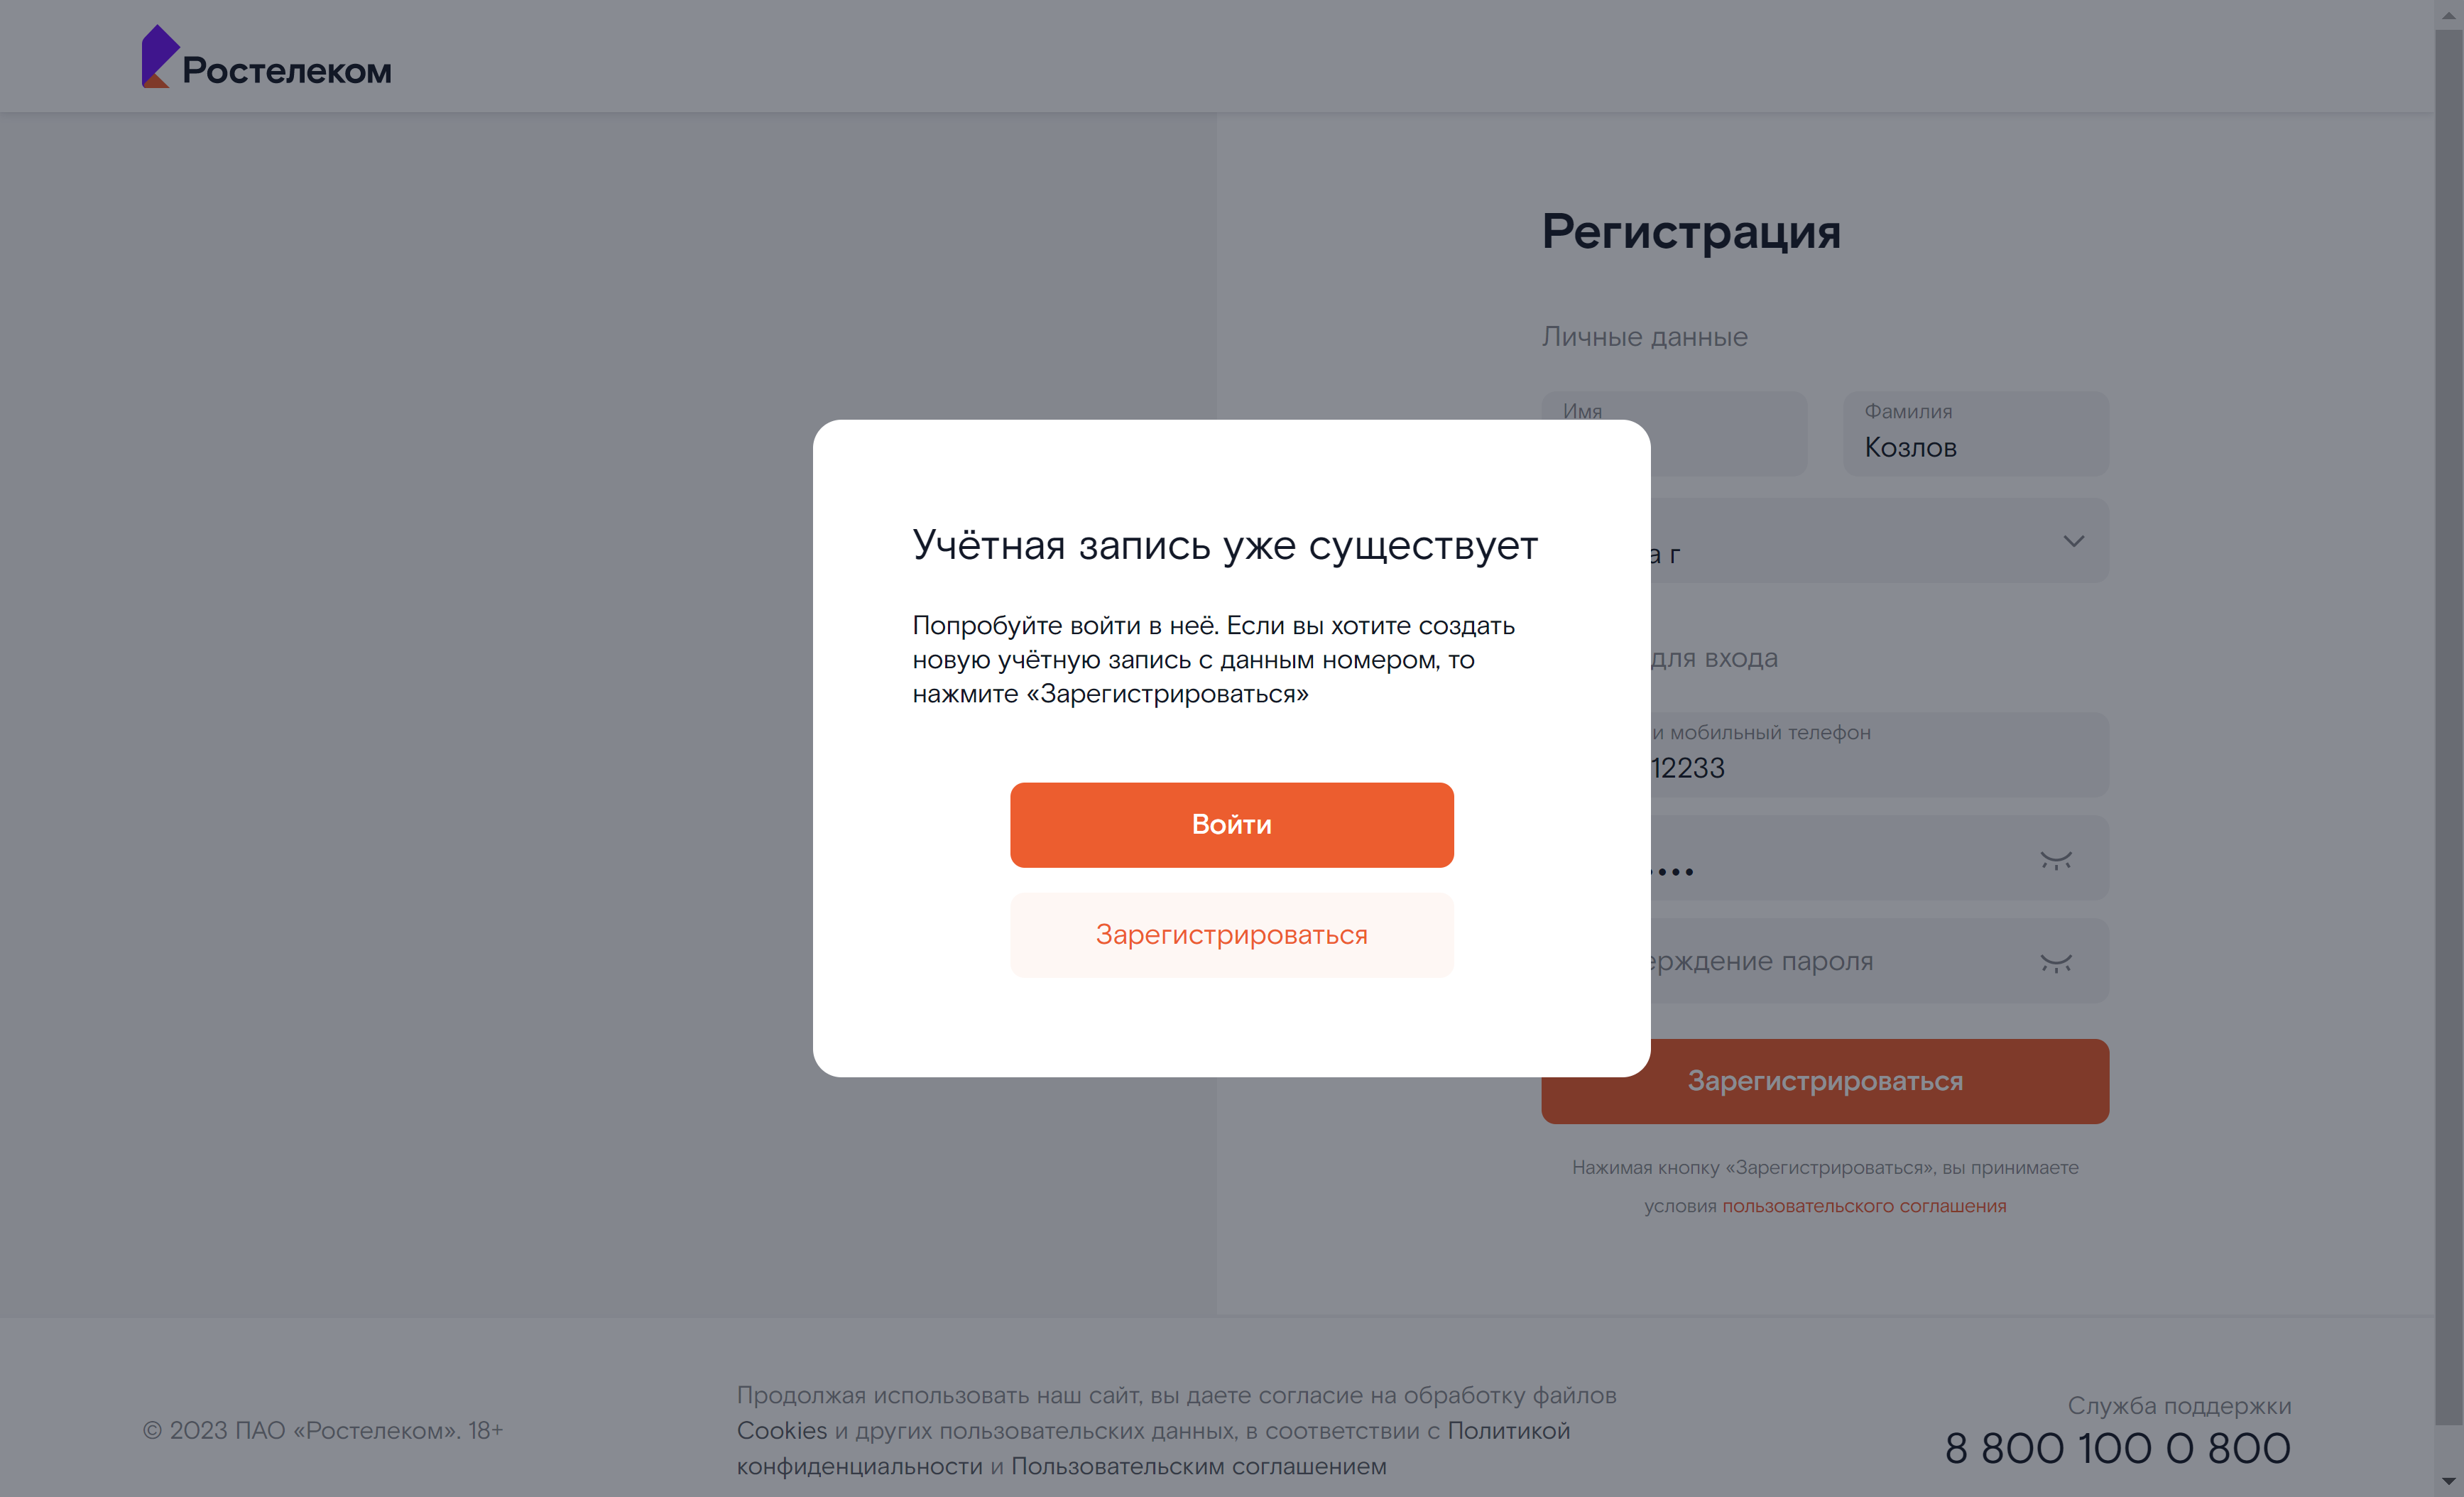 Ростелеком
Регистрация
Личные данные
Имя
Фамилия
Козлов
Учётная запись уже существует
а г
Попробуйте войти в неё. Если вы хотите создать
новую учётную запись с данным номером, то
нажмите «Зарегистрироваться»
для входа
и мобильный телефон
12233
Войти
Зарегистрироваться
ерждение пароля
Зарегистрироваться
Нажимая кнопку «Зарегистрироваться», вы принимаете
условия пользовательского соглашения
© 2023 ПАО «Ростелеком». 18+
Продолжая использовать наш сайт, вы даете согласие на обработку файлов
Cookies и других пользовательских данных, в соответствии с Политикой
конфиденциальности и Пользовательским соглашением
Служба поддержки
8 800 100 0 800